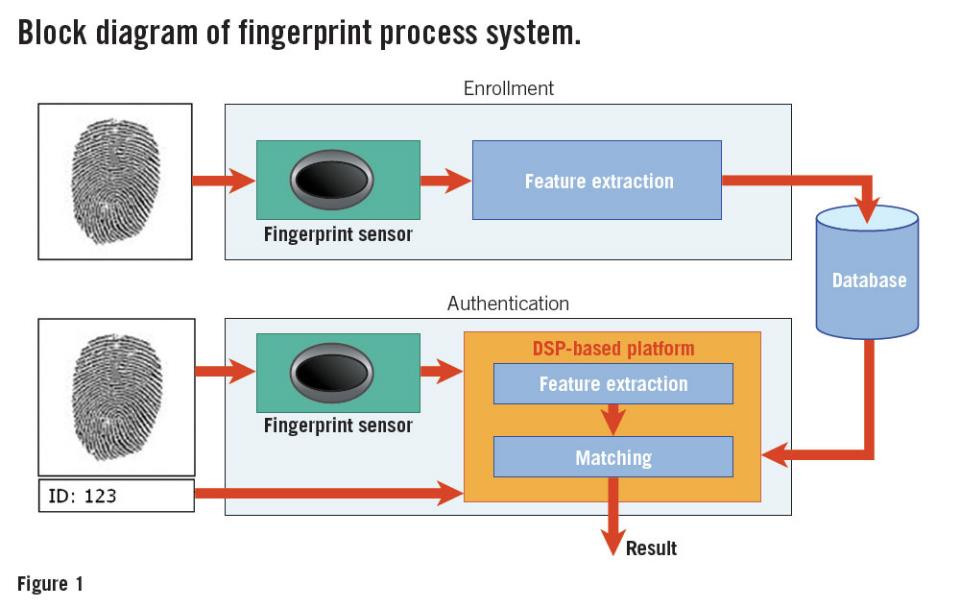 Block diagram of fingerprint process system.
Enrollment
Feature extraction
Fingerprint sensor
Database
Authentication
DSP-based platform
Feature extraction
Fingerprint sensor
Matching
ID: 123
Result
Figure 1